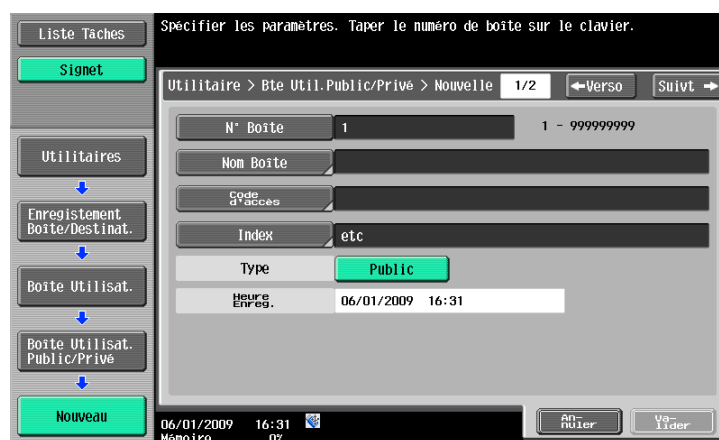 Liste Tâches
Signet
Utilitaires
Enregistement
Boîte/Destinat.
Boîte Utilisat.
Boîte Utilisat.
Public/Privé
Nouveau
Spécifier les paramètres. Taper le numéro de boîte sur le clavier.
Utilitaire > Bte Util.Public/Privé > Nouvelle 1/2 ←Verso Suivt →
N° Boîte 1 1 - 999999999
Nom Boîte
Code
d'accès
Index etc
Type Public
Heure
Enreg. 06/01/2009 16:31
An-
nuler
Va-
lider
06/01/2009 16:31
Mémoire 0%